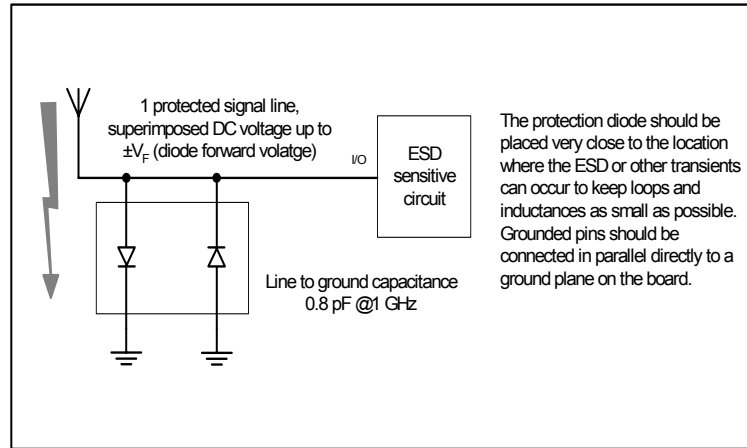 1 protected signal line,
superimposed DC voltage up to
±V_F (diode forward volatge)
I/O
ESD
sensitive
circuit
Line to ground capacitance
0.8 pF @1 GHz
The protection diode should be
placed very close to the location
where the ESD or other transients
can occur to keep loops and
inductances as small as possible.
Grounded pins should be
connected in parallel directly to a
ground plane on the board.